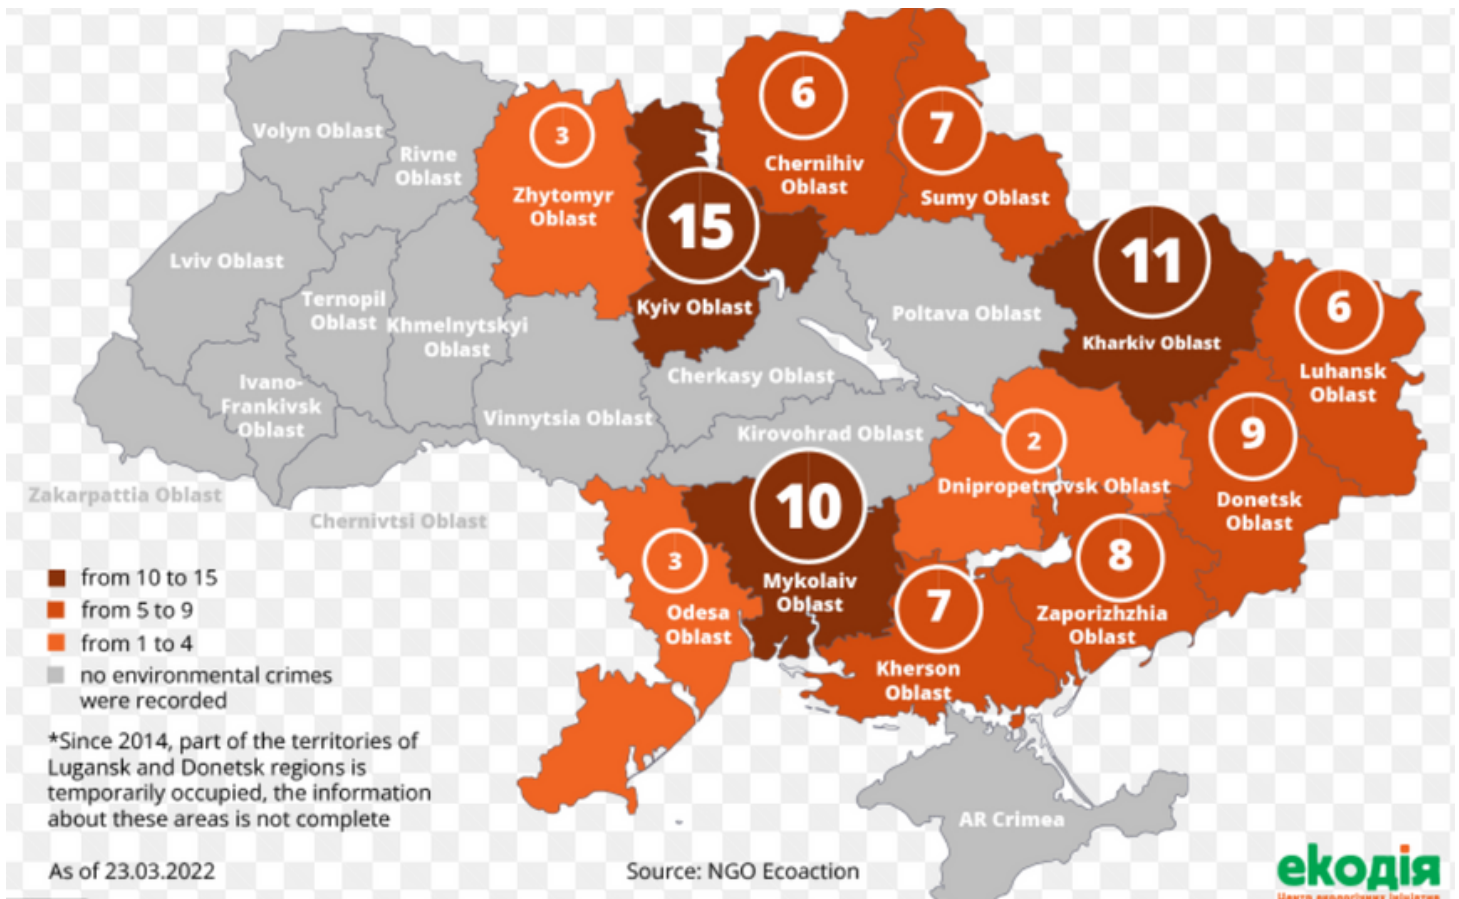 6
7
3
Chernihiv
Oblast
Volyn Oblast
Rivne
Oblast
Zhytomyr
Oblast
Sumy Oblast
15
11
Lviv Oblast
Ternopil
Oblast
Khmelnytskyi
Oblast
Kyiv Oblast
Poltava Oblast
Kharkiv Oblast
6
Luhansk
Oblast
Ivano-
Frankivsk
Oblast
Cherkasy Oblast
Vinnytsia Oblast
Kirovohrad Oblast
2
9
Dnipropetrovsk Oblast
Donetsk
Oblast
Zakarpattia Oblast
Chernivtsi Oblast
10
Mykolaiv
Oblast
3
Odesa
Oblast
8
Zaporizhzhia
Oblast
7
Kherson
Oblast
AR Crimea
from 10 to 15
from 5 to 9
from 1 to 4
no environmental crimes
were recorded
*Since 2014, part of the territories of
Lugansk and Donetsk regions is
temporarily occupied, the information
about these areas is not complete
As of 23.03.2022
Source: NGO Ecoaction
екодія